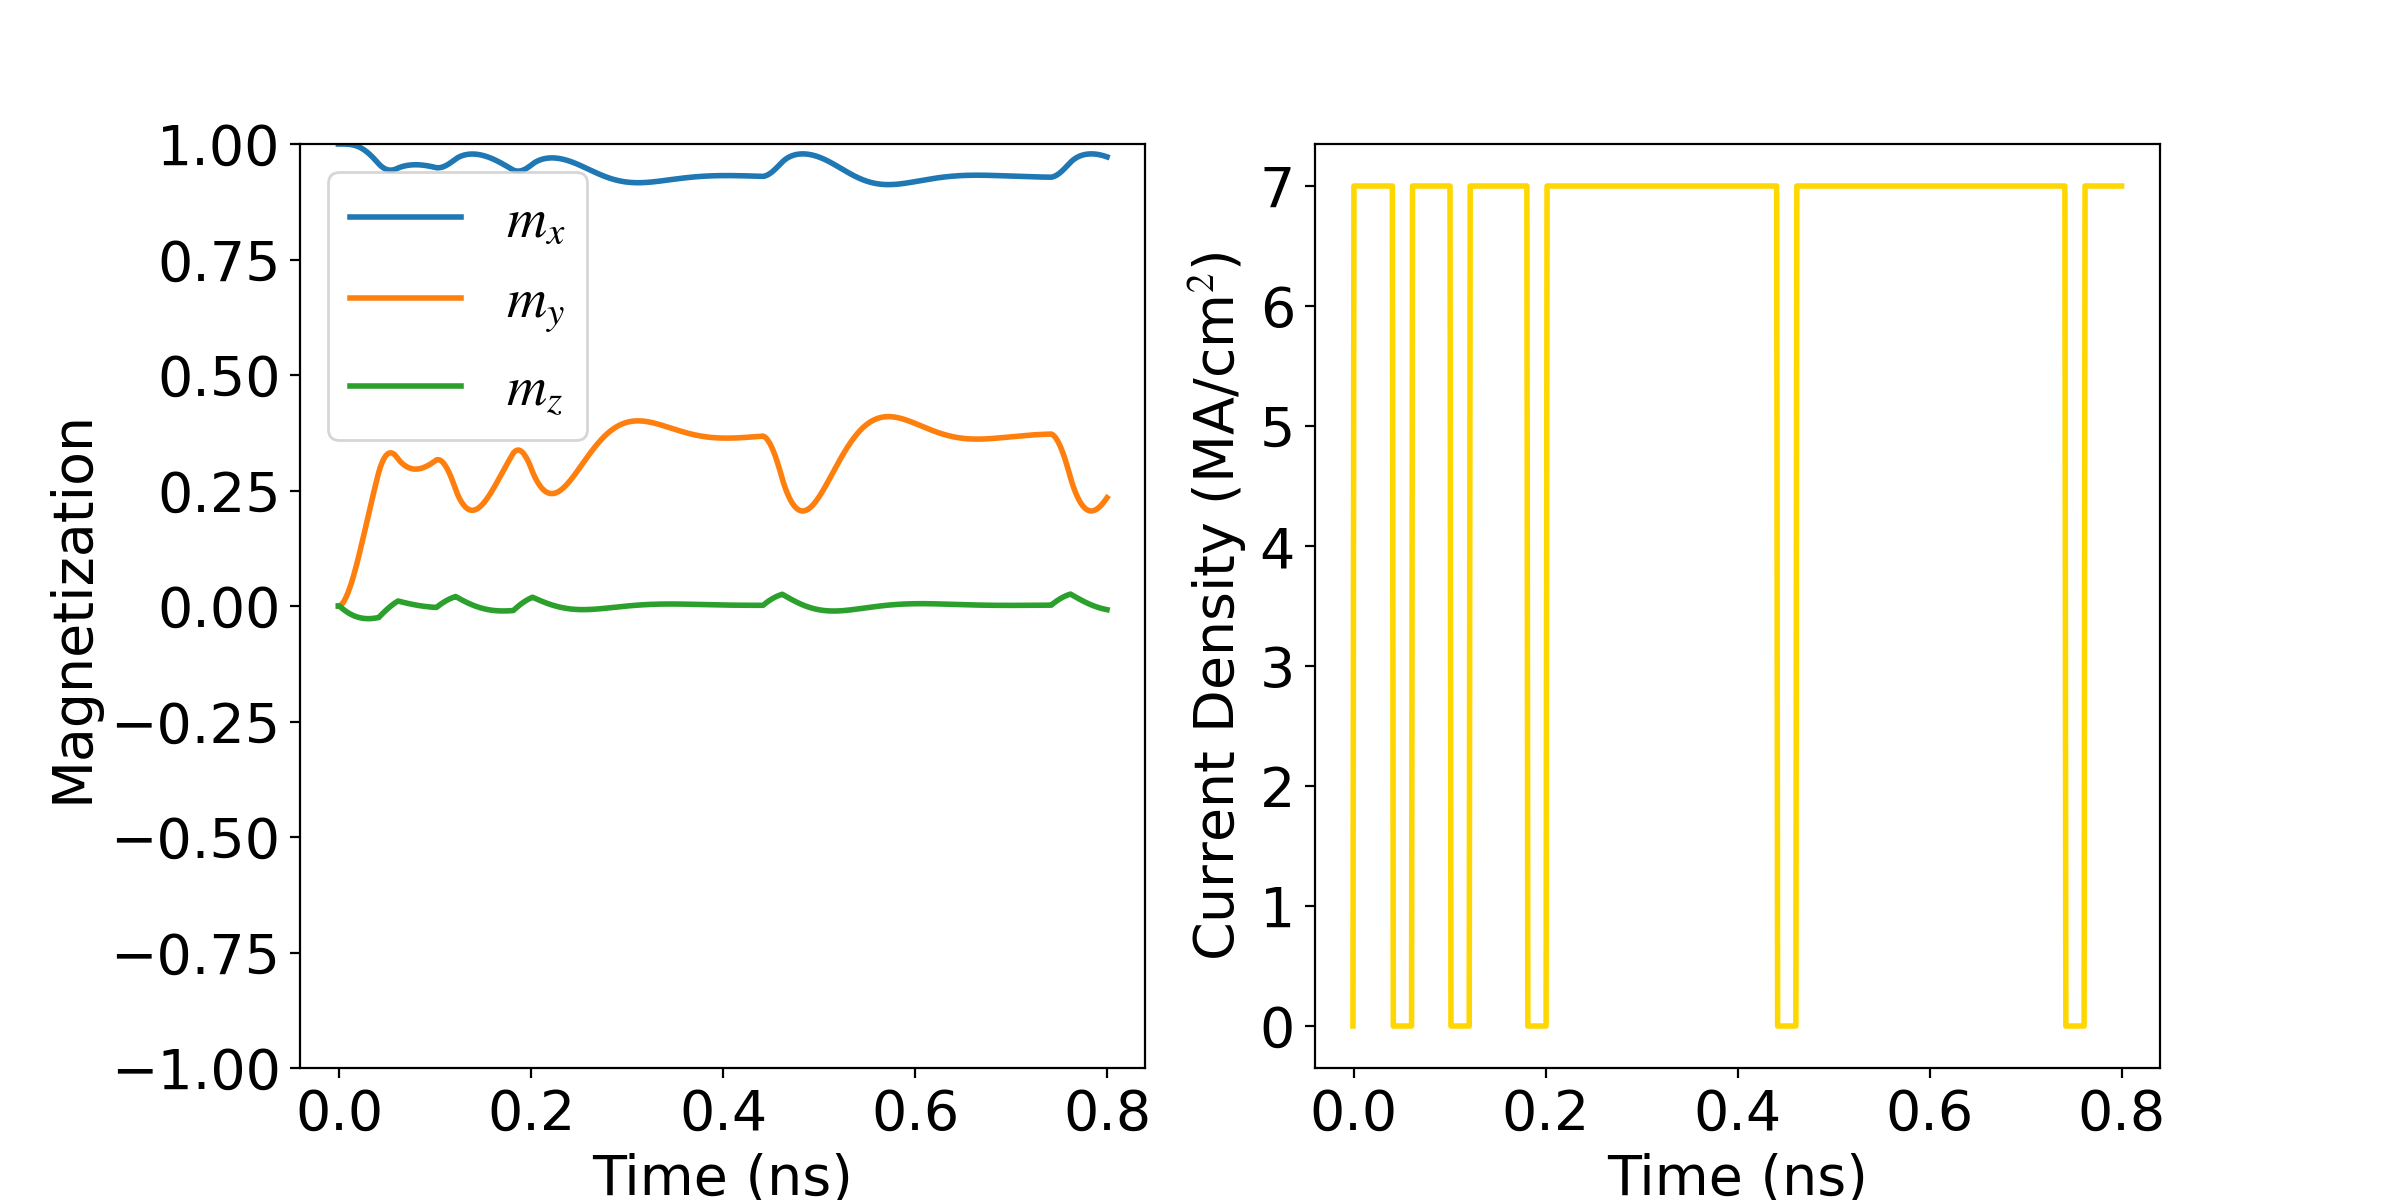 1.00
0.75
0.50
0.25
0.00
−0.25
−0.50
−0.75
−1.00
Magnetization
m_x
m_y
m_z
0.0 0.2 0.4 0.6 0.8
Time (ns)
7
6
5
4
3
2
1
0
Current Density (MA/cm²)
0.0 0.2 0.4 0.6 0.8
Time (ns)